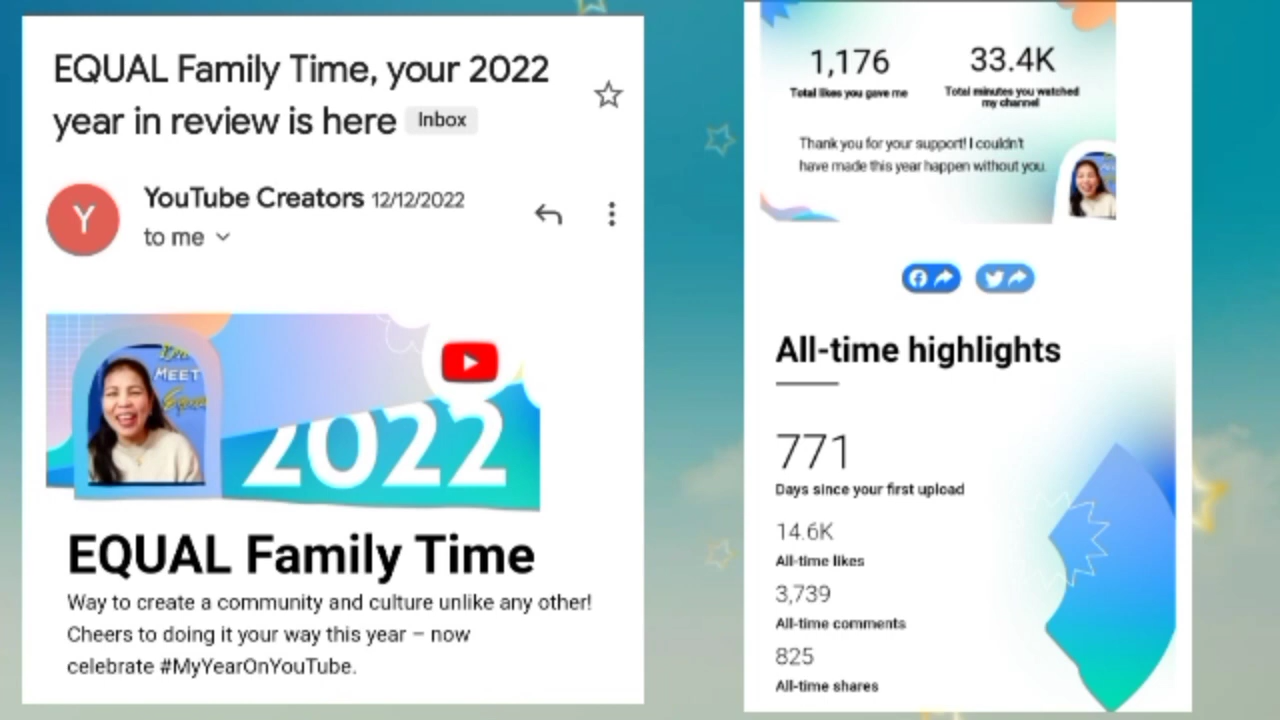 EQUAL Family Time, your 2022
year in review is here Inbox
Y
YouTube Creators 12/12/2022
to me
MEET
2022
EQUAL Family Time
Way to create a community and culture unlike any other!
Cheers to doing it your way this year – now
celebrate #MyYearOnYouTube.
1,176 33.4K
Total likes you gave me Total minutes you watched
my channel
Thank you for your support! I couldn't
have made this year happen without you.
All-time highlights
771
Days since your first upload
14.6K
All-time likes
3,739
All-time comments
825
All-time shares